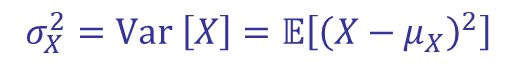 σ_X^2 = Var [X] = 𝔼[(X − μ_X)^2]